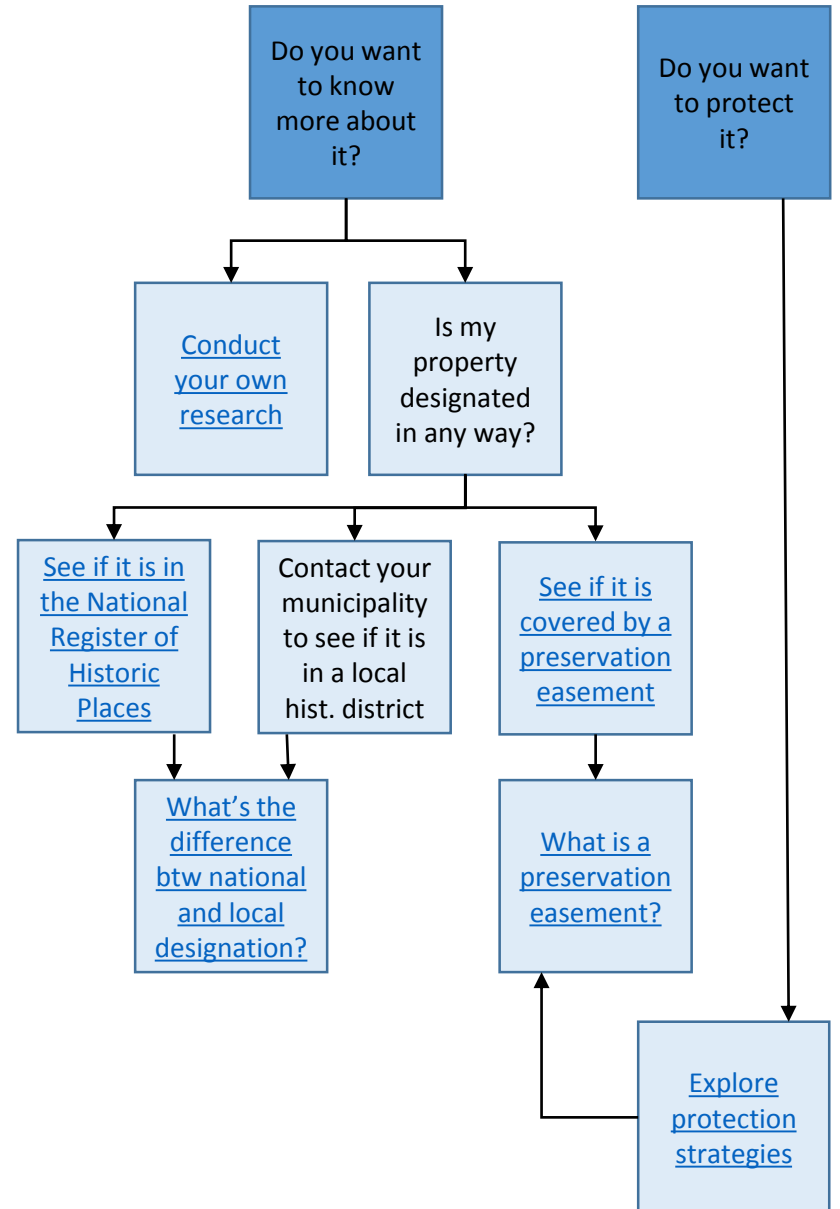 Do you want
to know
more about
it?
Do you want
to protect
it?
Conduct
your own
research
Is my
property
designated
in any way?
See if it is in
the National
Register of
Historic
Places
Contact your
municipality
to see if it is
in a local
hist. district
See if it is
covered by a
preservation
easement
What’s the
difference
btw national
and local
designation?
What is a
preservation
easement?
Explore
protection
strategies